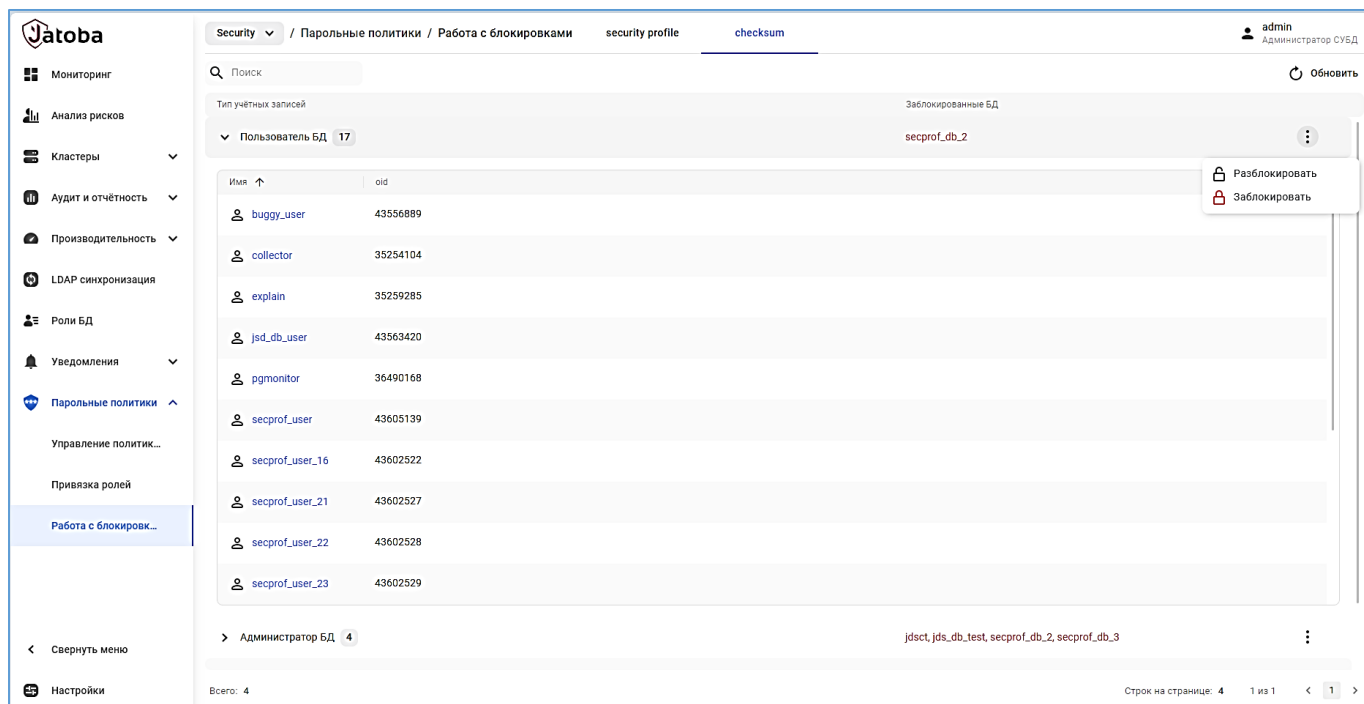 Jatoba
Security / Парольные политики / Работа с блокировками security profile checksum
admin
Администратор СУБД
Мониторинг
Анализ рисков
Кластеры
Аудит и отчётность
Производительность
LDAP синхронизация
Роли БД
Уведомления
Парольные политики
Управление политик...
Привязка ролей
Работа с блокировк...
Свернуть меню
Настройки
Поиск
Обновить
Тип учётных записей Заблокированные БД
Пользователь БД 17 secprof_db_2
Разблокировать
Заблокировать
Имя oid
buggy_user 43556889
collector 35254104
explain 35259285
jsd_db_user 43563420
pgmonitor 36490168
secprof_user 43605139
secprof_user_16 43602522
secprof_user_21 43602527
secprof_user_22 43602528
secprof_user_23 43602529
Администратор БД 4 jdsct, jds_db_test, secprof_db_2, secprof_db_3
Всего: 4 Строк на странице: 4 1 из 1 1